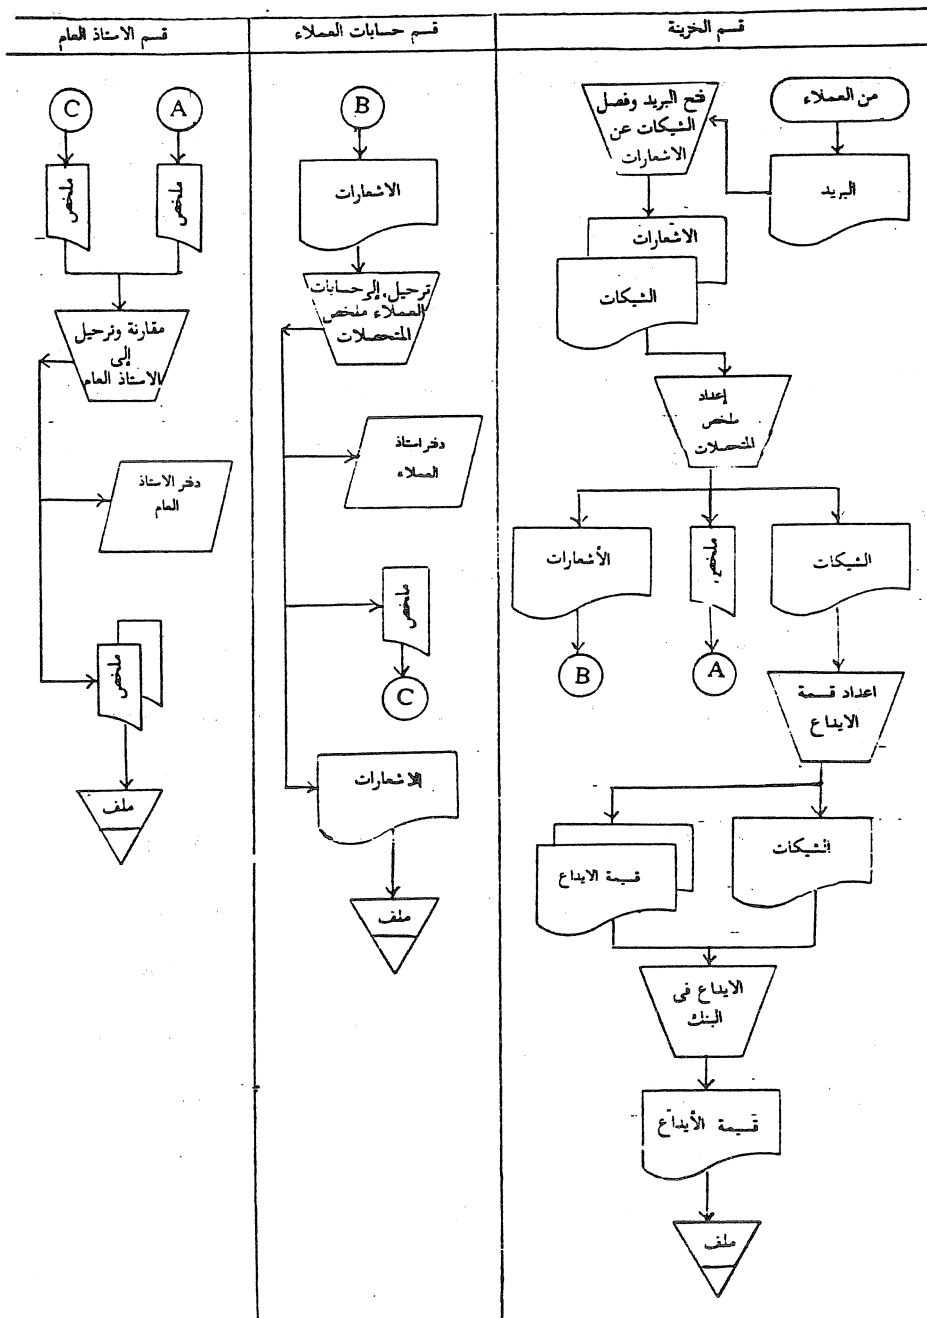 قسم الخزينة
قسم حسابات العملاء
قسم الاستاذ العام
من العملاء
البريد
فتح البريد وفصل
الشيكات عن
الاشعارات
الاشعارات
الشيكات
إعداد
ملخص
المتحصلات
الشيكات
ملخص
الأشعارات
A
B
اعداد قسمة
الايداع
الشيكات
قسيمة الايداع
الايداع فى
البنك
قسيمة الأيداع
ملف
B
الاشعارات
ترحيل إلى حسابات
العملاء ملخص
المتحصلات
دفتر استاذ
العملاء
ملخص
C
الاشعارات
ملف
A
C
ملخص
ملخص
مقارنة وترحيل
إلى
الاستاذ العام
دفتر الاستاذ
العام
ملخص
ملف